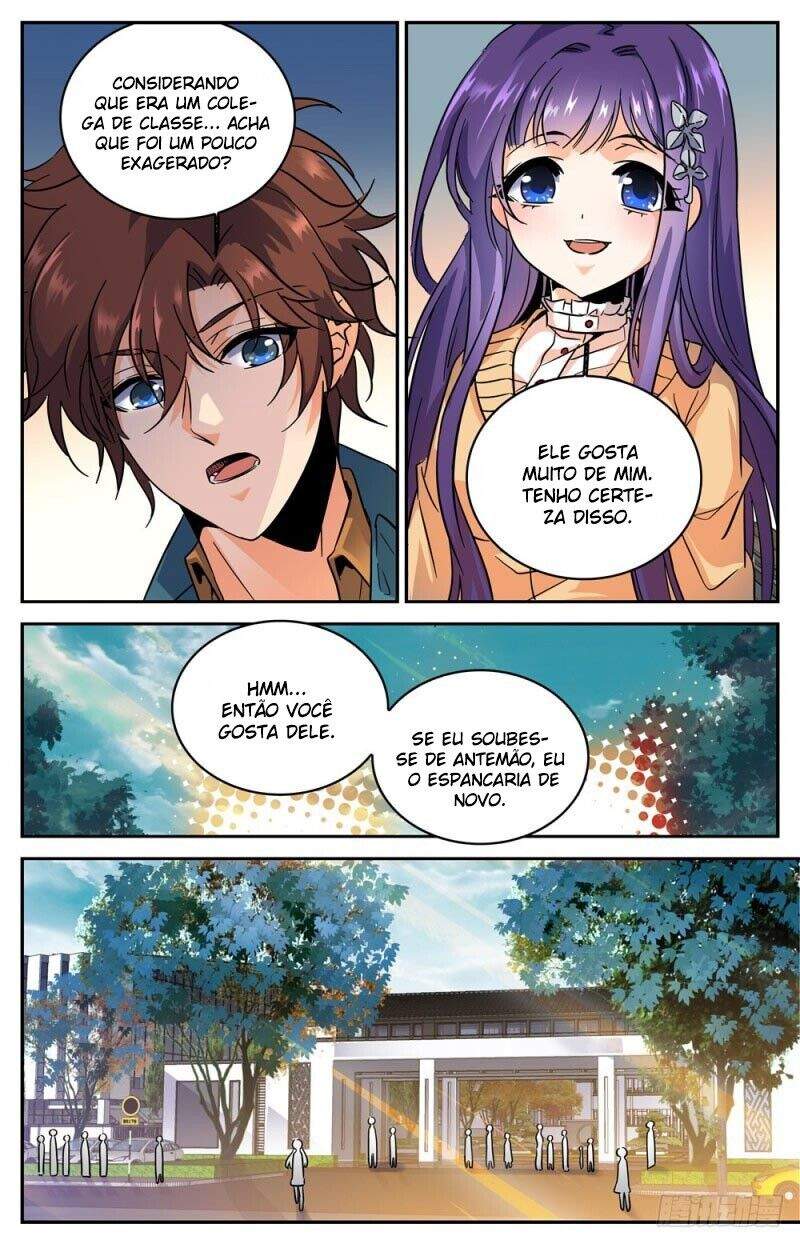 CONSIDERANDO
QUE ERA UM COLE-
GA DE CLASSE... ACHA
QUE FOI UM POUCO
EXAGERADO?
ELE GOSTA
MUITO DE MIM.
TENHO CERTE-
ZA DISSO.
HMM...
ENTÃO VOCÊ
GOSTA DELE.
SE EU SOUBES-
SE DE ANTEMÃO, EU
O ESPANCARIA DE
NOVO.